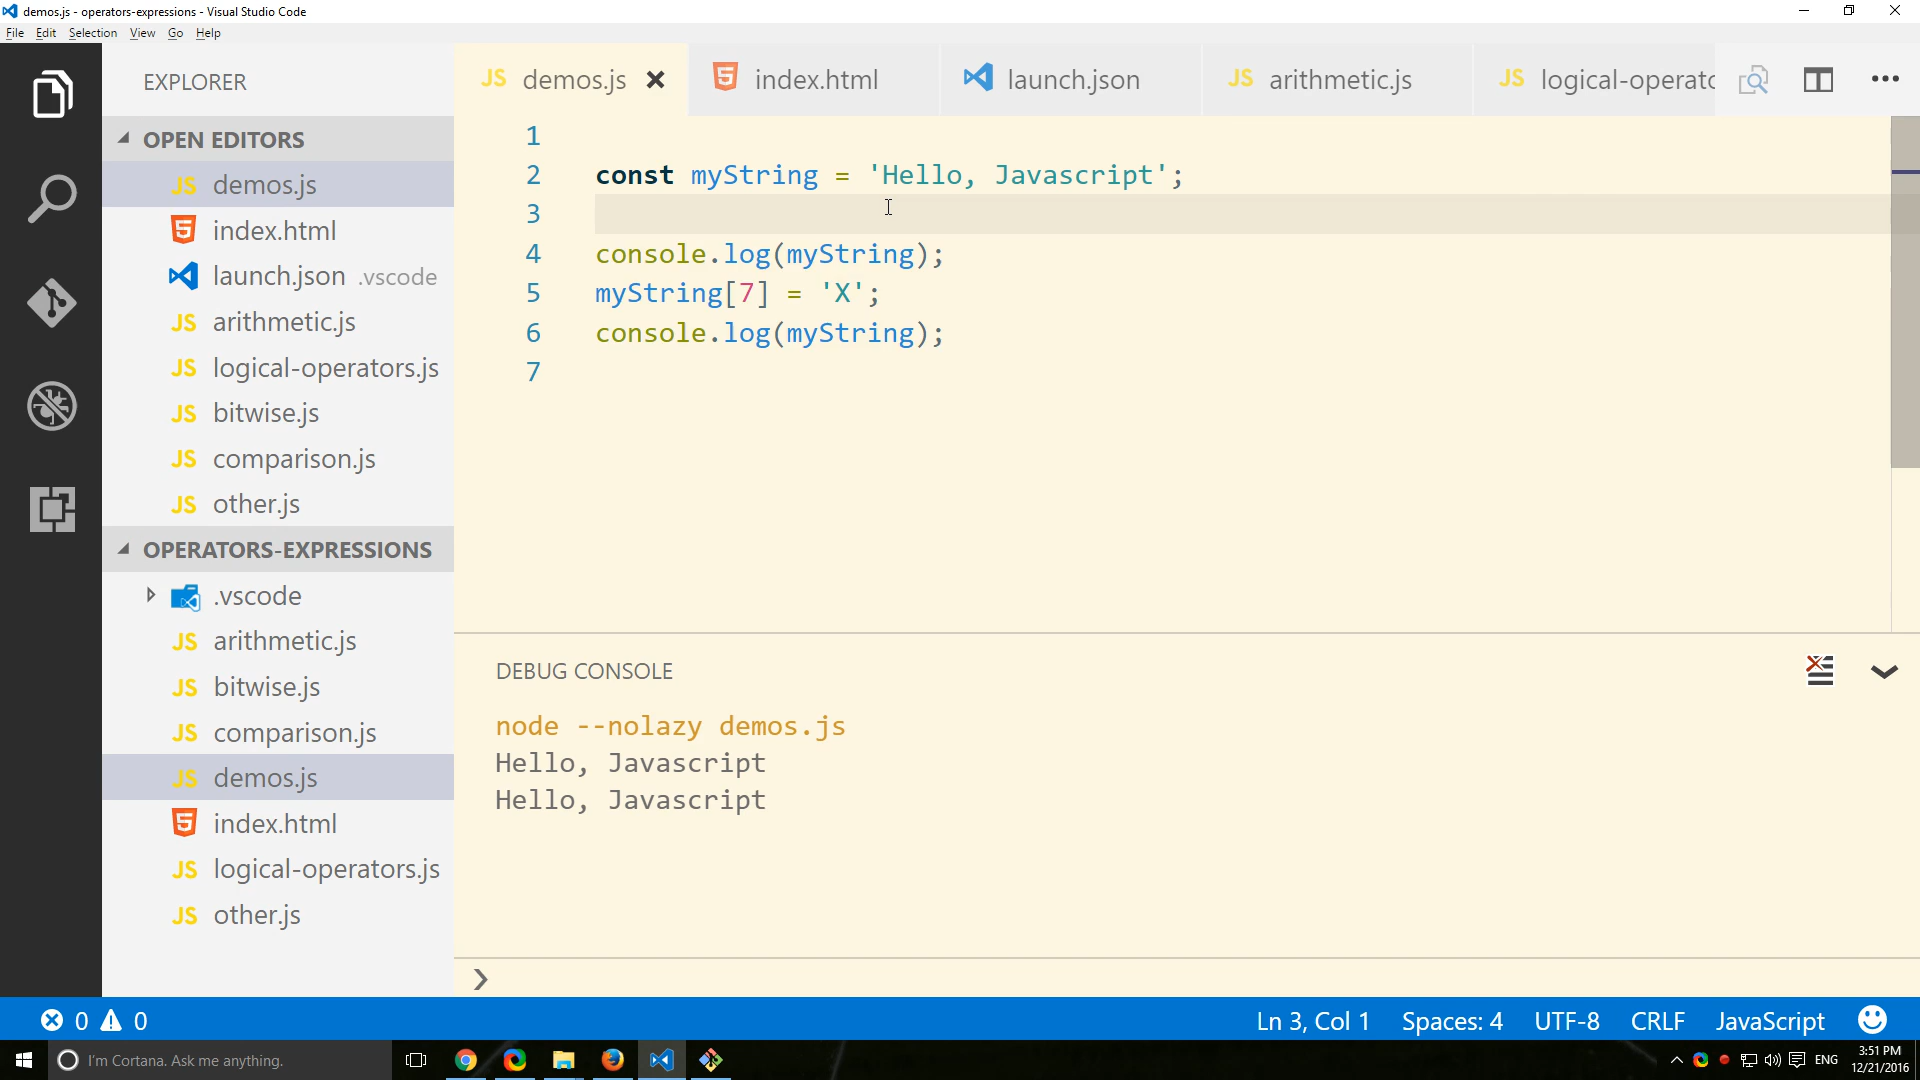 demos.js - operators-expressions - Visual Studio Code
File Edit Selection View Go Help
EXPLORER
OPEN EDITORS
JS demos.js
index.html
launch.json .vscode
JS arithmetic.js
JS logical-operators.js
JS bitwise.js
JS comparison.js
JS other.js
OPERATORS-EXPRESSIONS
.vscode
JS arithmetic.js
JS bitwise.js
JS comparison.js
JS demos.js
index.html
JS logical-operators.js
JS other.js
JS demos.js index.html launch.json JS arithmetic.js JS logical-operato
1
2 const myString = 'Hello, Javascript';
3
4 console.log(myString);
5 myString[7] = 'X';
6 console.log(myString);
7
DEBUG CONSOLE
node --nolazy demos.js
Hello, Javascript
Hello, Javascript
0 0 Ln 3, Col 1 Spaces: 4 UTF-8 CRLF JavaScript
I'm Cortana. Ask me anything.
ENG
3:51 PM
12/21/2016